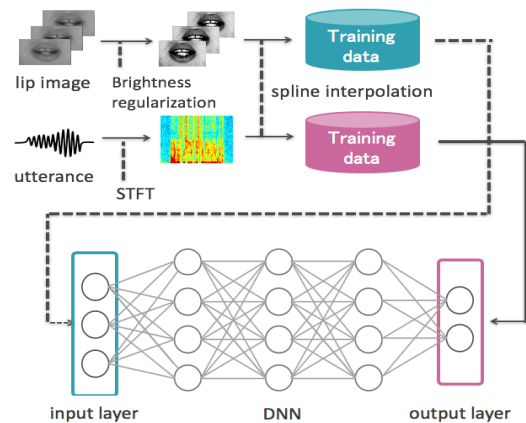 Training
data
lip image
Brightness
regularization
spline interpolation
Training
data
utterance
STFT
input layer
DNN
output layer